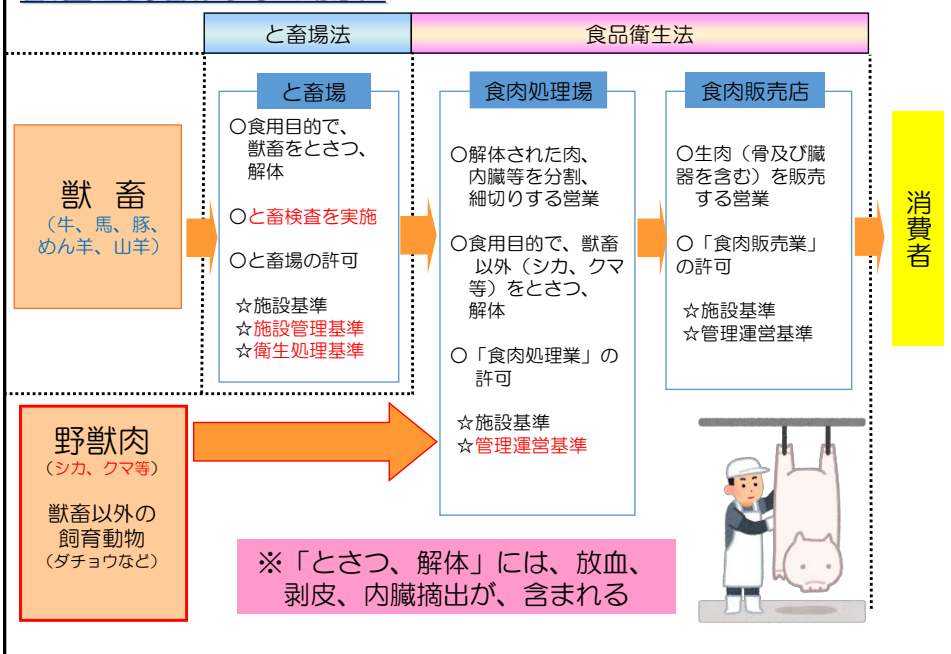 と畜場法
食品衛生法
と畜場
〇食用目的で、
獣畜をとさつ、
解体
〇と畜検査を実施
〇と畜場の許可
☆施設基準
☆施設管理基準
☆衛生処理基準
食肉処理場
〇解体された肉、
内臓等を分割、
細切りする営業
〇食用目的で、獣畜
以外（シカ、クマ
等）をとさつ、
解体
〇「食肉処理業」の
許可
☆施設基準
☆管理運営基準
食肉販売店
〇生肉（骨及び臓
器を含む）を販売
する営業
〇「食肉販売業」
の許可
☆施設基準
☆管理運営基準
獣 畜
（牛、馬、豚、
めん羊、山羊）
消費者
野獣肉
（シカ、クマ等）
獣畜以外の
飼育動物
（ダチョウなど）
※「とさつ、解体」には、放血、
剥皮、内臓摘出が、含まれる